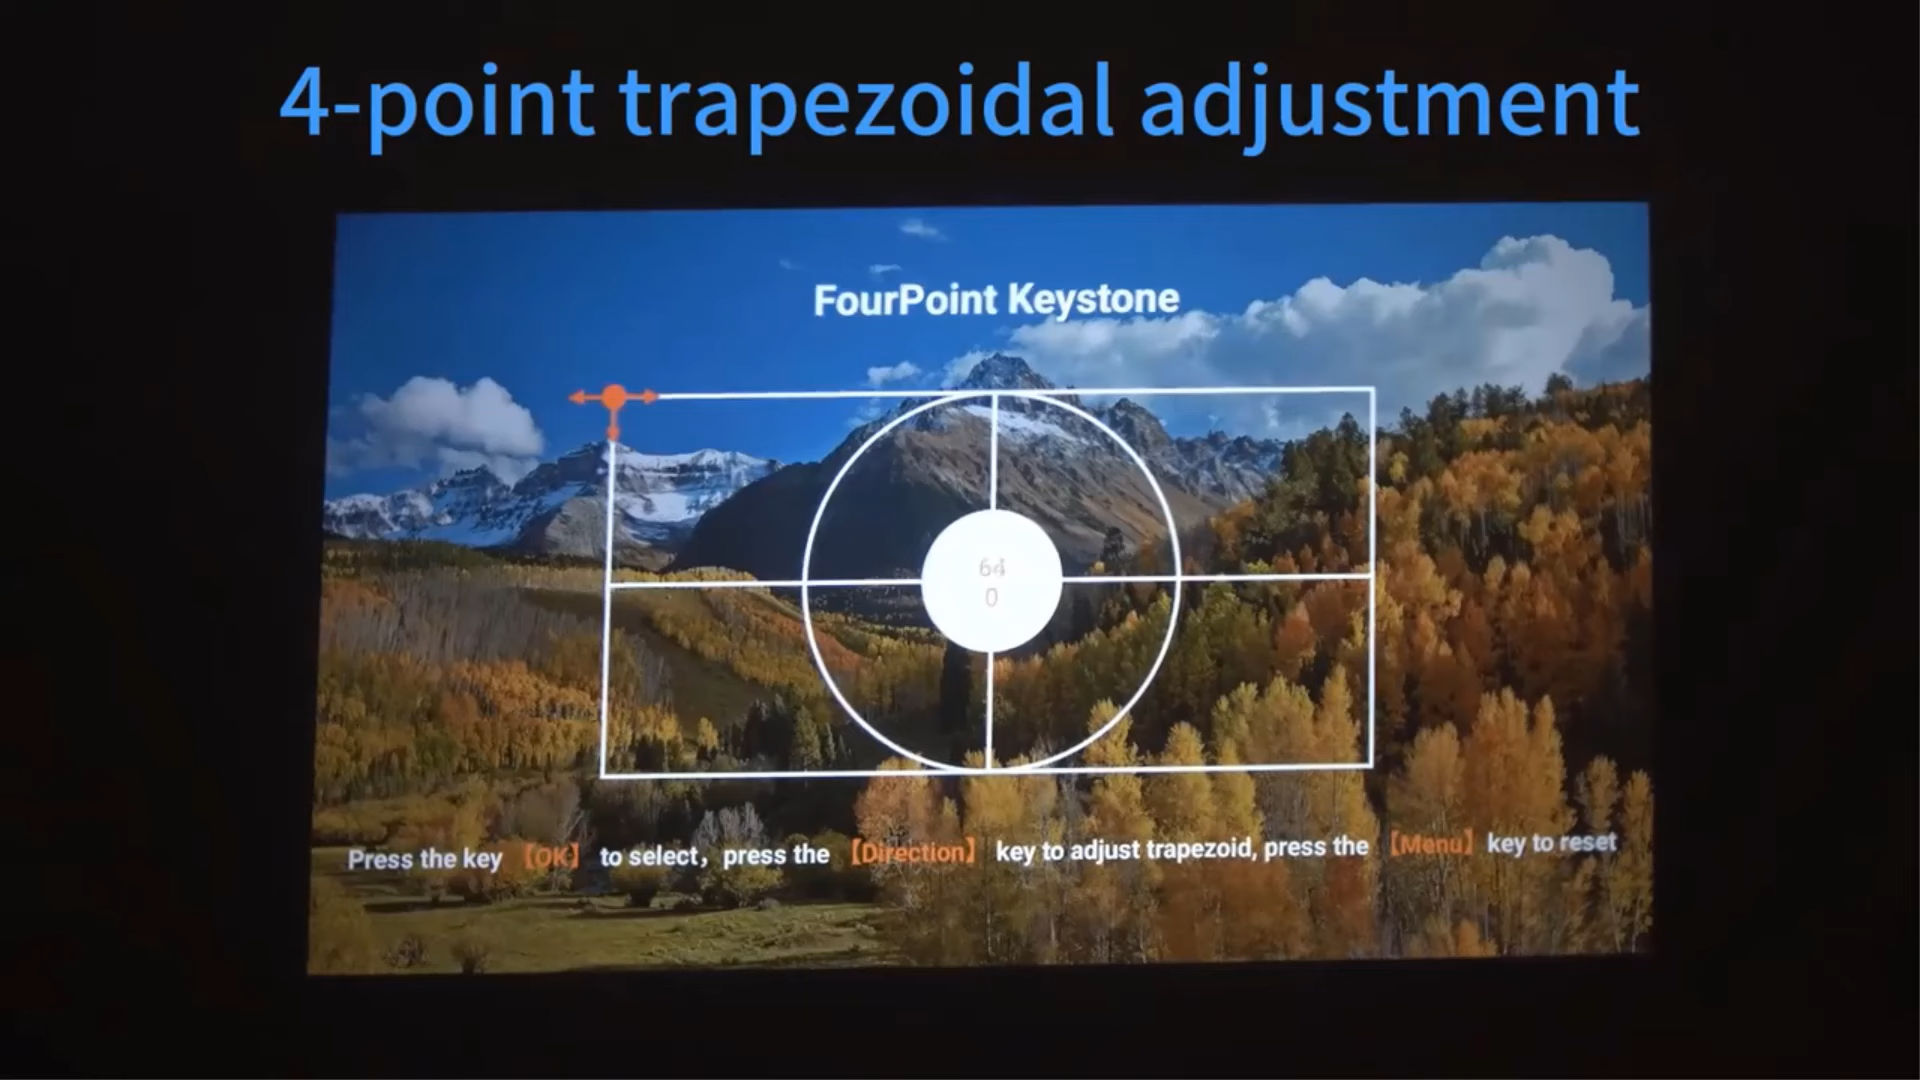 4-point trapezoidal adjustment
FourPoint Keystone
64
0
Press the key 【OK】 to select，press the 【Direction】 key to adjust trapezoid, press the 【Menu】 key to reset